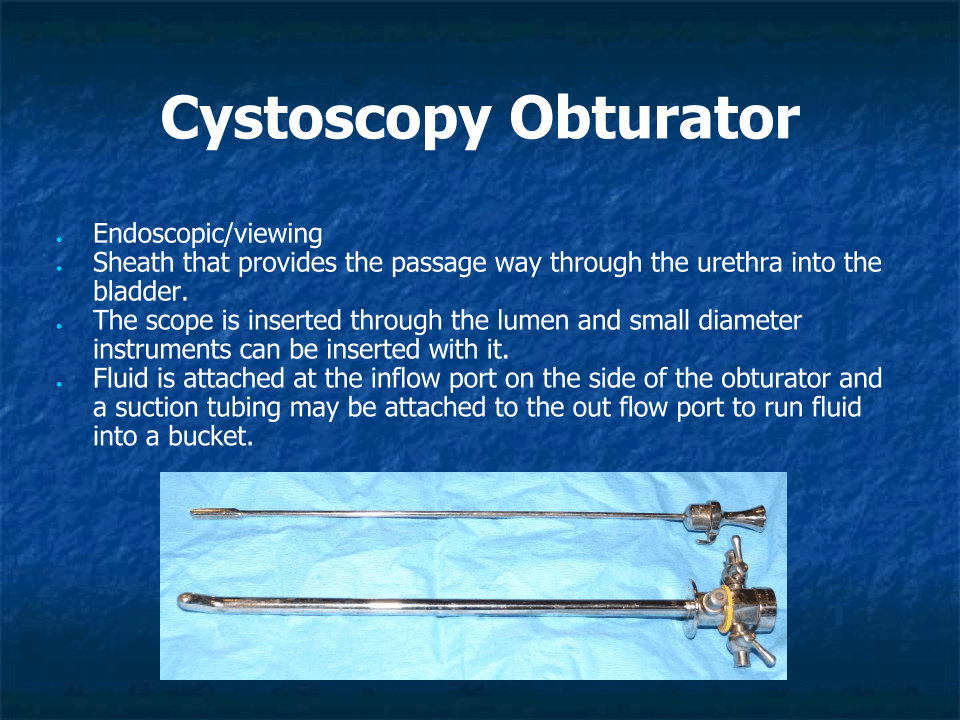 Cystoscopy Obturator
Endoscopic/viewing
Sheath that provides the passage way through the urethra into the
bladder.
The scope is inserted through the lumen and small diameter
instruments can be inserted with it.
Fluid is attached at the inflow port on the side of the obturator and
a suction tubing may be attached to the out flow port to run fluid
into a bucket.